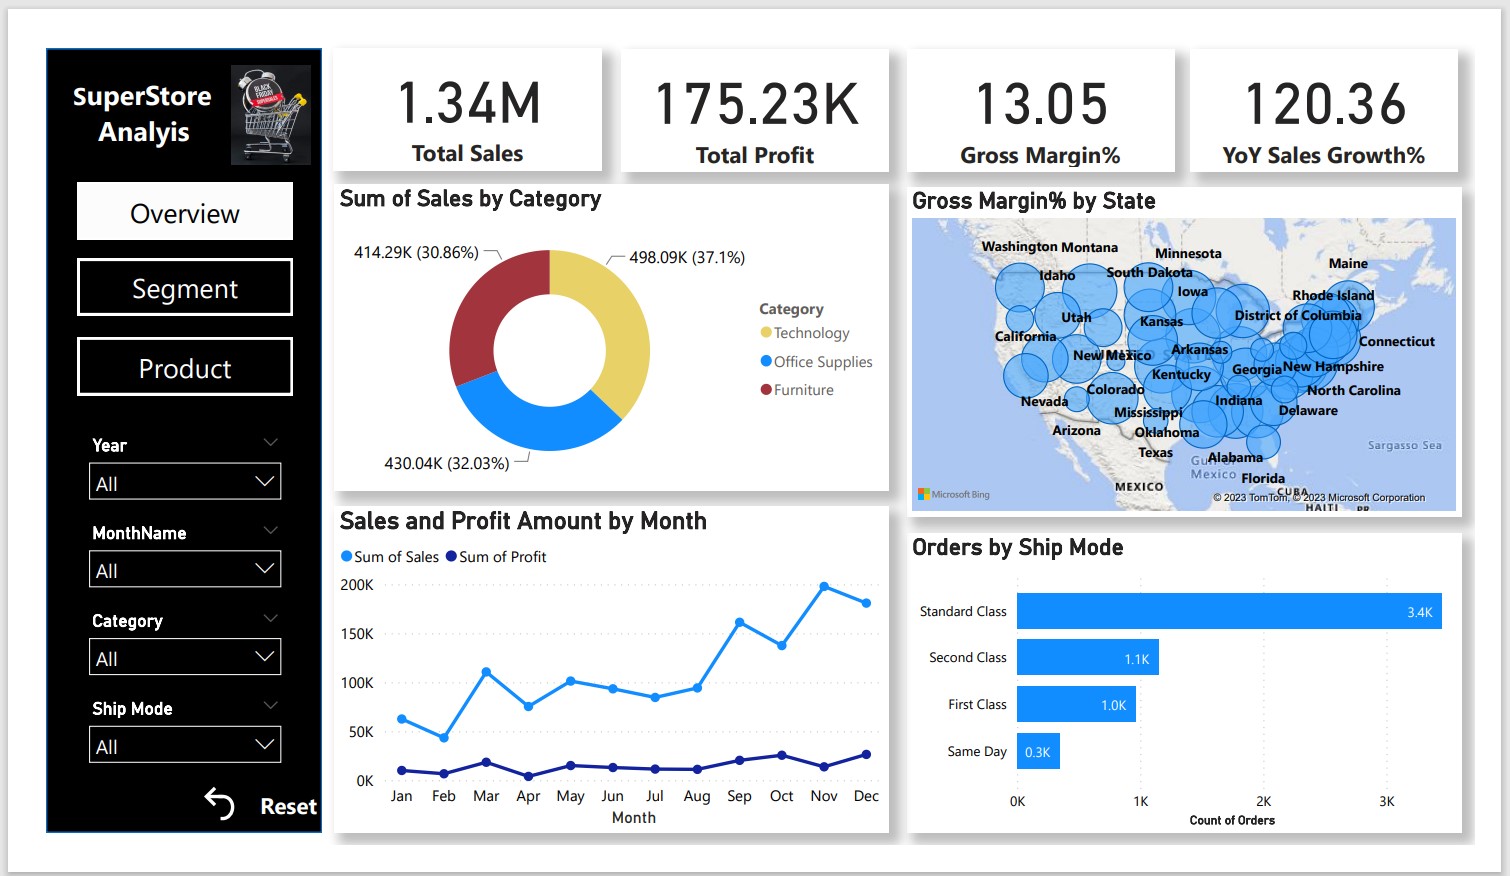 SuperStore
Analyis
BLACK
FRIDAY
Overview
Segment
Product
Year
All
MonthName
All
Category
All
Ship Mode
All
Reset
1.34M
Total Sales
175.23K
Total Profit
13.05
Gross Margin%
120.36
YoY Sales Growth%
Sum of Sales by Category
414.29K (30.86%)
498.09K (37.1%)
430.04K (32.03%)
Category
Technology
Office Supplies
Furniture
Gross Margin% by State
Washington Montana
Minnesota
Maine
Idaho
South Dakota
Iowa
Rhode Island
Utah
Kansas
District of Columbia
California
Connecticut
New Mexico
Arkansas
Georgia
New Hampshire
Kentucky
Colorado
North Carolina
Nevada
Indiana
Mississippi
Delaware
Arizona
Oklahoma
Texas
Alabama
Sargasso Sea
Gulf of
Mexico
Florida
MEXICO
CUBA
HAITI
PR
Microsoft Bing
© 2023 TomTom, © 2023 Microsoft Corporation
Sales and Profit Amount by Month
Sum of Sales
Sum of Profit
200K
150K
100K
50K
0K
Jan Feb Mar Apr May Jun Jul Aug Sep Oct Nov Dec
Month
Orders by Ship Mode
Standard Class 3.4K
Second Class 1.1K
First Class 1.0K
Same Day 0.3K
0K 1K 2K 3K
Count of Orders